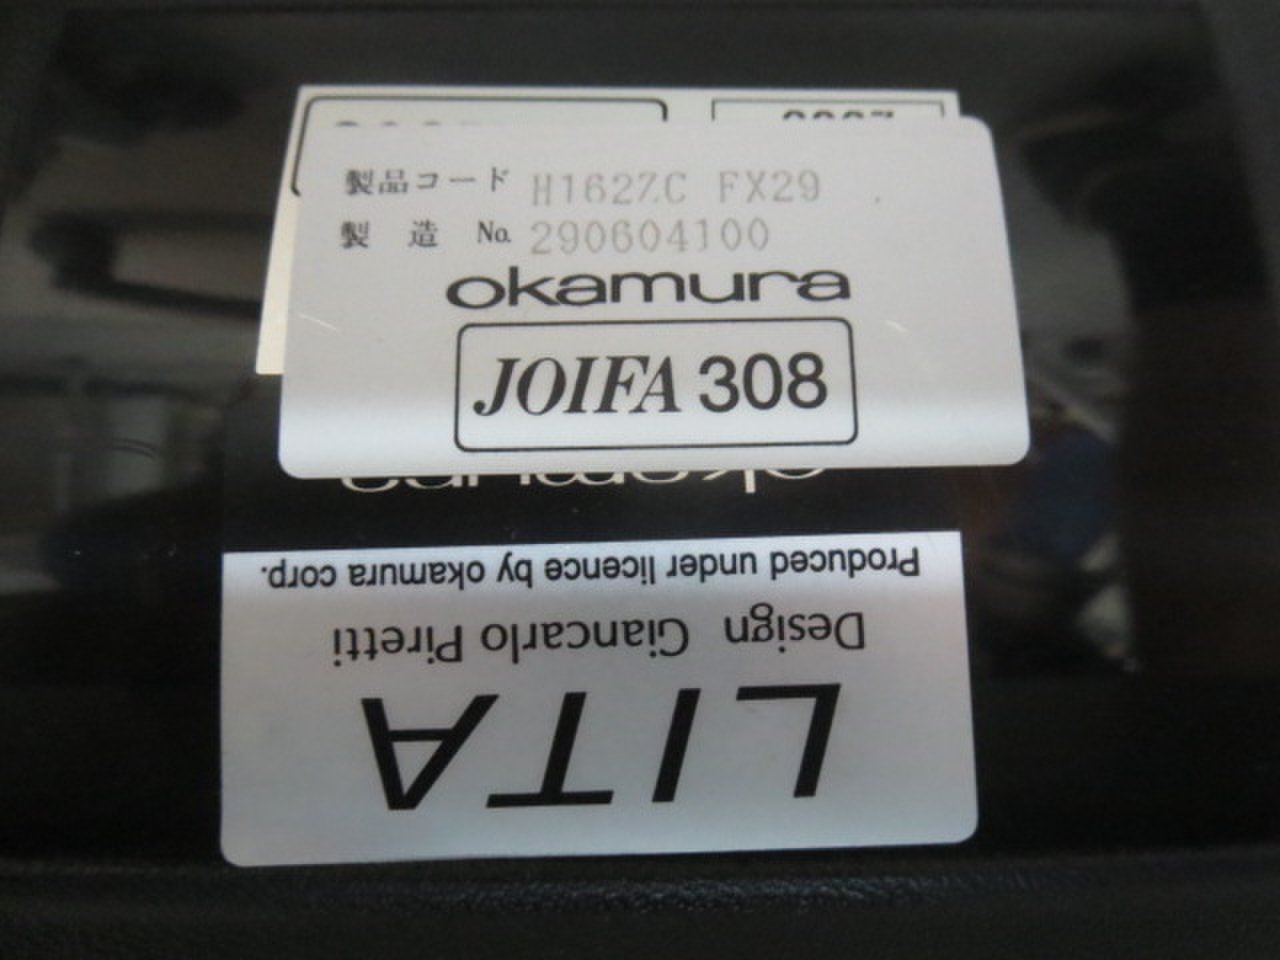 製品コード H162ZC FX29
製造 No. 290604100
okamura
JOIFA 308
okamura
Produced under licence by okamura corp.
Design Giancarlo Piretti
LITA